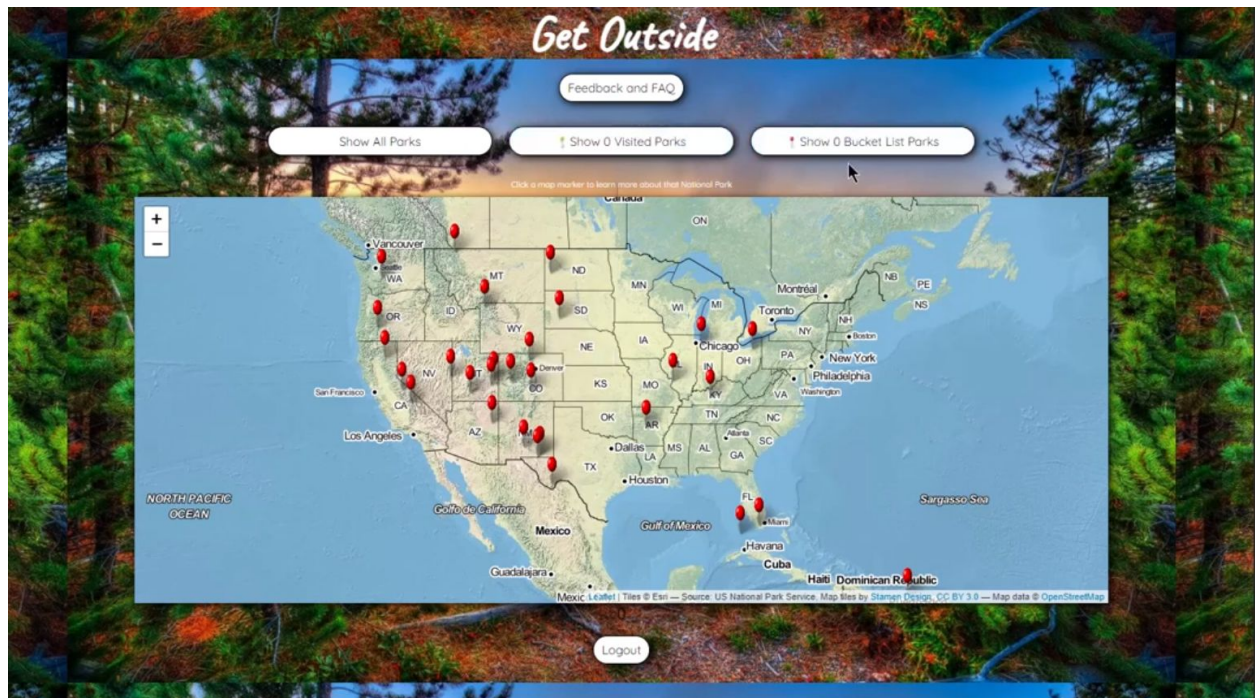 Get Outside
Feedback and FAQ
Show All Parks
Show 0 Visited Parks
Show 0 Bucket List Parks
Click a map marker to learn more about that National Park
+
−
Canada
ON
Vancouver
Seattle
WA
MT
ND
MN
NB
PE
NS
Montréal
OR
ID
SD
WI
MI
Toronto
NH
Boston
WY
NY
IA
Chicago
NE
PA
New York
OH
IN
Philadelphia
NV
Denver
CO
KS
MO
KY
VA
Washington
San Francisco
CA
OK
AR
TN
NC
Los Angeles
AZ
Atlanta
SC
Dallas
LA
MS
AL
GA
TX
Houston
NORTH PACIFIC
OCEAN
Golfo de California
FL
Sargasso Sea
Mexico
Gulf of Mexico
Miami
Havana
Cuba
Guadalajara
Haiti
Dominican Republic
Leaflet | Tiles © Esri — Source: US National Park Service, Map tiles by Stamen Design, CC BY 3.0 — Map data © OpenStreetMap
Logout